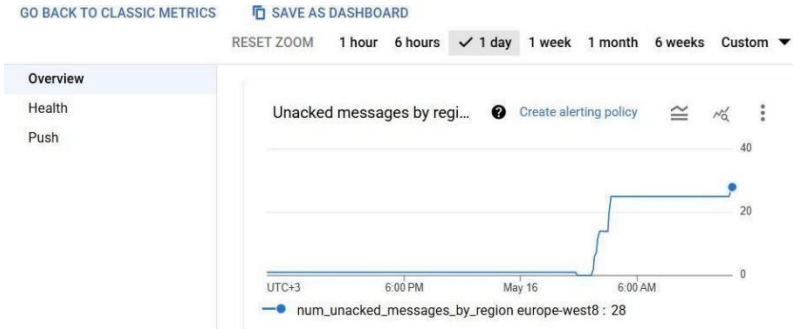 GO BACK TO CLASSIC METRICS SAVE AS DASHBOARD
RESET ZOOM 1 hour 6 hours 1 day 1 week 1 month 6 weeks Custom
Overview
Health
Push
Unacked messages by regi... ? Create alerting policy
40
20
0
UTC+3 6:00 PM May 16 6:00 AM
num_unacked_messages_by_region europe-west8 : 28